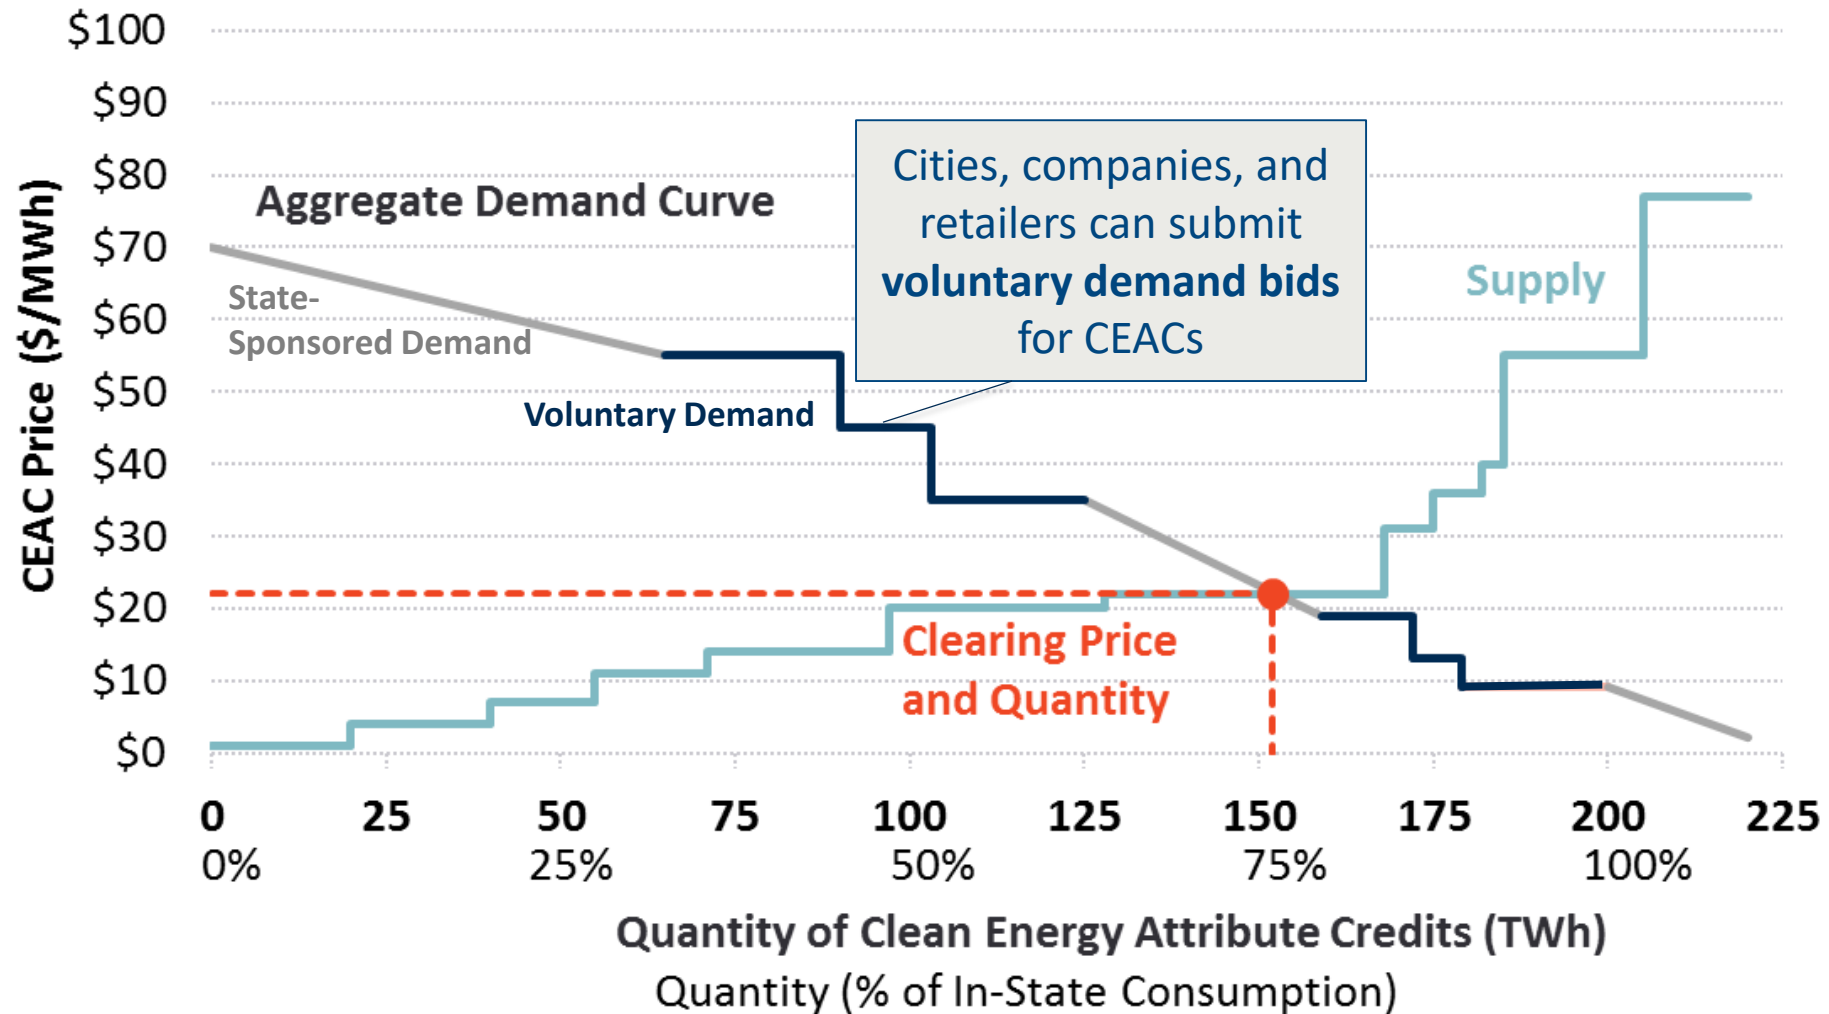 $100
$90
$80
$70
$60
$50
$40
$30
$20
$10
$0
CEAC Price ($/MWh)
Aggregate Demand Curve
State-
Sponsored Demand
Voluntary Demand
Cities, companies, and
retailers can submit
voluntary demand bids
for CEACs
Supply
Clearing Price
and Quantity
0 25 50 75 100 125 150 175 200 225
0% 25% 50% 75% 100%
Quantity of Clean Energy Attribute Credits (TWh)
Quantity (% of In-State Consumption)